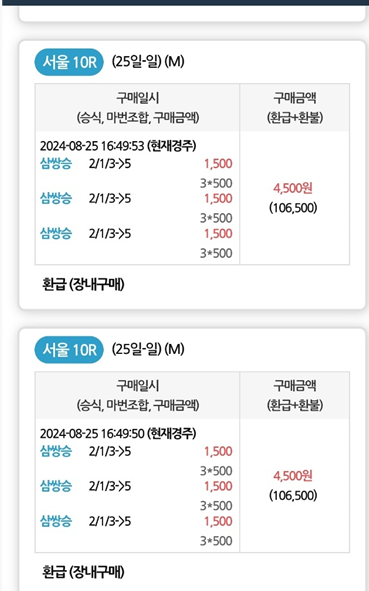 서울 10R (25일-일) (M)
구매일시 구매금액
(승식, 마번조합, 구매금액) (환급+환불)
2024-08-25 16:49:53 (현재경주)
삼쌍승 2/1/3->5 1,500
3*500
삼쌍승 2/1/3->5 1,500
3*500
삼쌍승 2/1/3->5 1,500
3*500
4,500원
(106,500)
환급 (장내구매)
서울 10R (25일-일) (M)
구매일시 구매금액
(승식, 마번조합, 구매금액) (환급+환불)
2024-08-25 16:49:50 (현재경주)
삼쌍승 2/1/3->5 1,500
3*500
삼쌍승 2/1/3->5 1,500
3*500
삼쌍승 2/1/3->5 1,500
3*500
4,500원
(106,500)
환급 (장내구매)